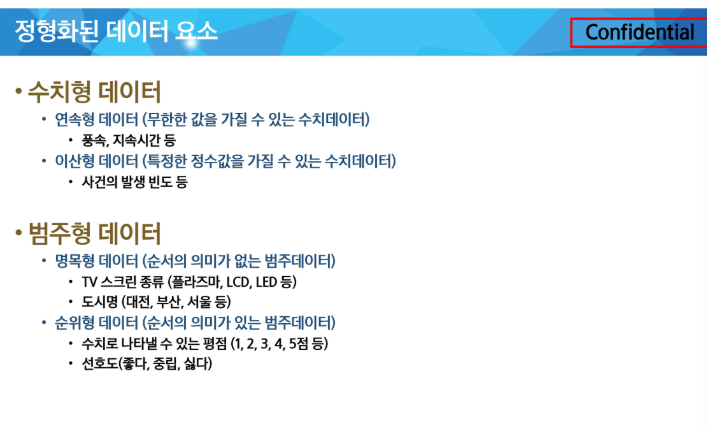 정형화된 데이터 요소
Confidential
• 수치형 데이터
• 연속형 데이터 (무한한 값을 가질 수 있는 수치데이터)
• 풍속, 지속시간 등
• 이산형 데이터 (특정한 정수값을 가질 수 있는 수치데이터)
• 사건의 발생 빈도 등
• 범주형 데이터
• 명목형 데이터 (순서의 의미가 없는 범주데이터)
• TV 스크린 종류 (플라즈마, LCD, LED 등)
• 도시명 (대전, 부산, 서울 등)
• 순위형 데이터 (순서의 의미가 있는 범주데이터)
• 수치로 나타낼 수 있는 평점 (1, 2, 3, 4, 5점 등)
• 선호도(좋다, 중립, 싫다)